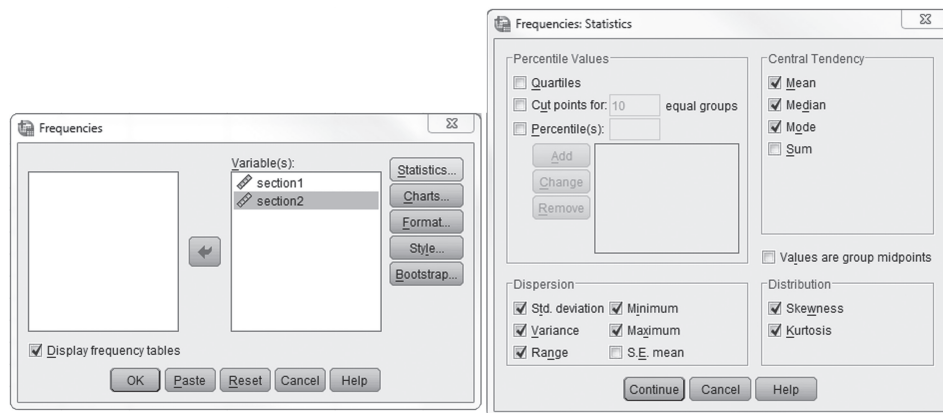 Frequencies
Variable(s):
section1
section2
Statistics...
Charts...
Format...
Style...
Bootstrap...
Display frequency tables
OK Paste Reset Cancel Help
Frequencies: Statistics
Percentile Values
Quartiles
Cut points for: 10 equal groups
Percentile(s):
Add
Change
Remove
Central Tendency
Mean
Median
Mode
Sum
Values are group midpoints
Dispersion
Std. deviation Minimum
Variance Maximum
Range S.E. mean
Distribution
Skewness
Kurtosis
Continue Cancel Help